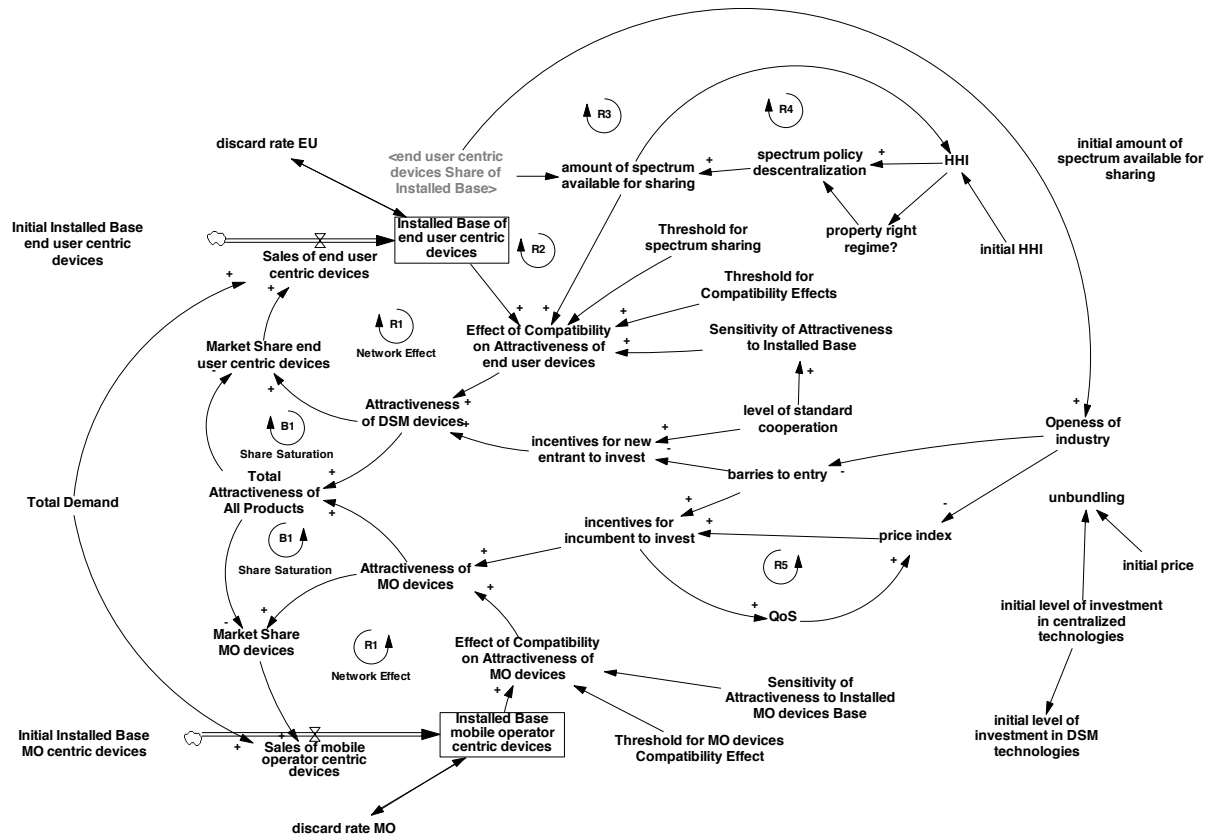 R3
R4
discard rate EU
<end user centric
devices Share of
Installed Base>
amount of spectrum
available for sharing
+
spectrum policy
descentralization
+
HHI
initial amount of
spectrum available for
sharing
Initial Installed Base
end user centric
devices
Installed Base of
end user centric
devices
R2
Threshold for
spectrum sharing
property right
regime?
initial HHI
Sales of end user
centric devices
+
+
Threshold for
Compatibility Effects
+
+
+
R1
Network Effect
Effect of Compatibility
on Attractiveness of
end user devices
+
Sensitivity of Attractiveness
to Installed Base
Market Share end
user centric devices
-
+
+
Attractiveness
of DSM devices
+
+
level of standard
cooperation
+
Openess of
industry
B1
Share Saturation
incentives for new
entrant to invest
+
-
barries to entry
-
Total
Attractiveness of
All Products
+
+
Total Demand
unbundling
+
incentives for
incumbent to invest
+
-
price index
B1
Share Saturation
Attractiveness of
MO devices
+
+
R5
+
initial price
+
QoS
initial level of investment
in centralized
technologies
-
+
Market Share
MO devices
R1
Network Effect
Effect of Compatibility
on Attractiveness of
MO devices
+
Sensitivity of
Attractiveness to Installed
MO devices Base
Initial Installed Base
MO centric devices
+
+
Sales of mobile
operator centric
devices
Installed Base
mobile operator
centric devices
Threshold for MO devices
Compatibility Effect
initial level of
investment in DSM
technologies
discard rate MO